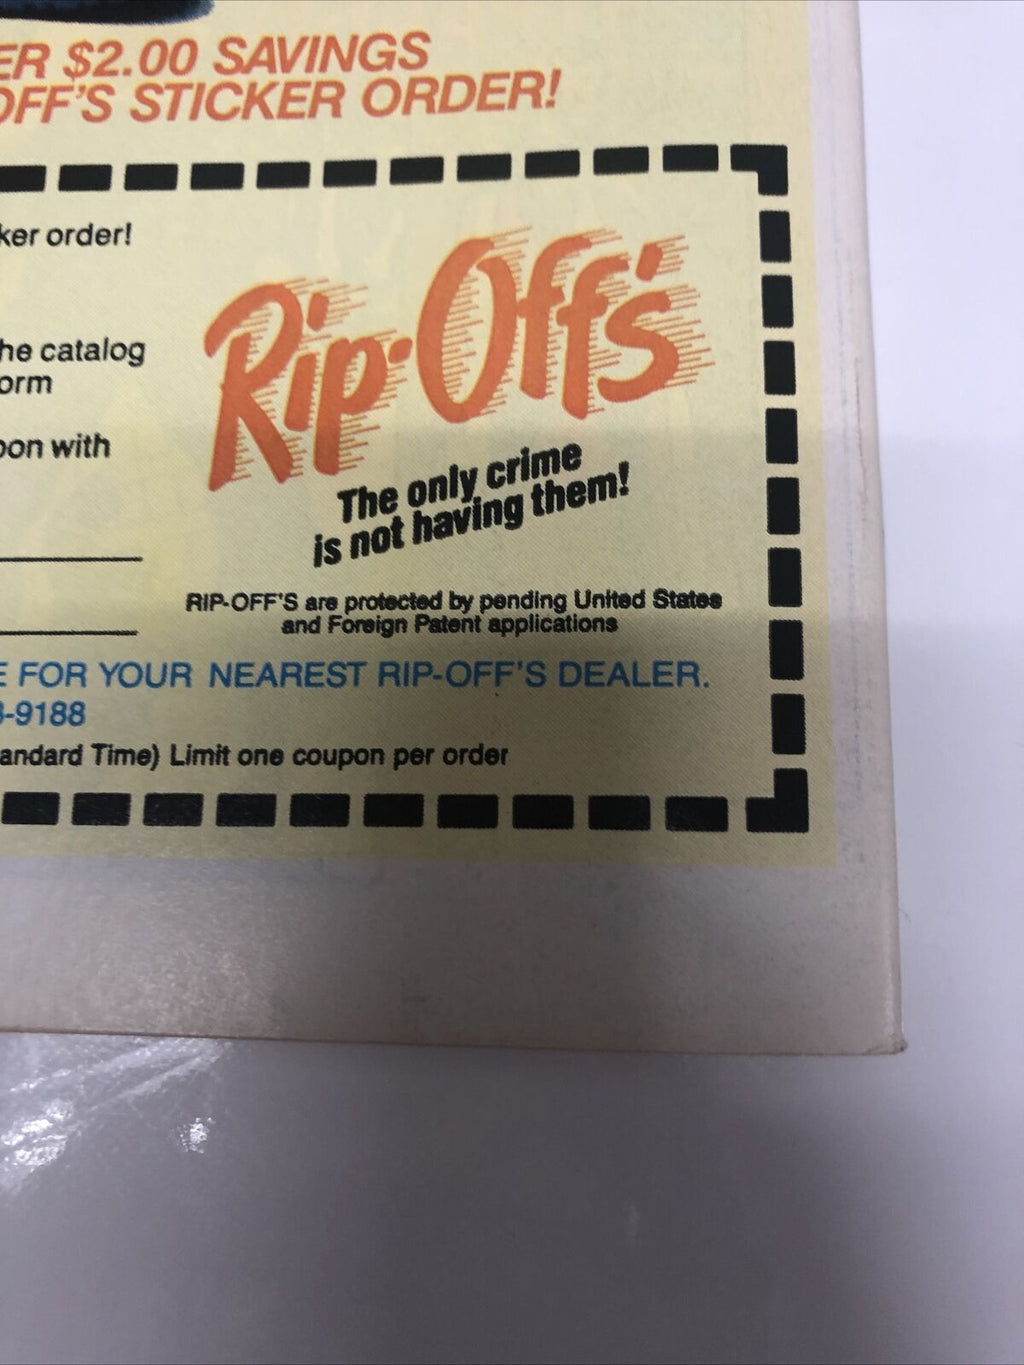 ER $2.00 SAVINGS
OFF'S STICKER ORDER!
ker order!
Rip-Off's
he catalog
orm
pon with
The only crime
is not having them!
RIP-OFF'S are protected by pending United States
and Foreign Patent applications
E FOR YOUR NEAREST RIP-OFF'S DEALER.
3-9188
andard Time) Limit one coupon per order